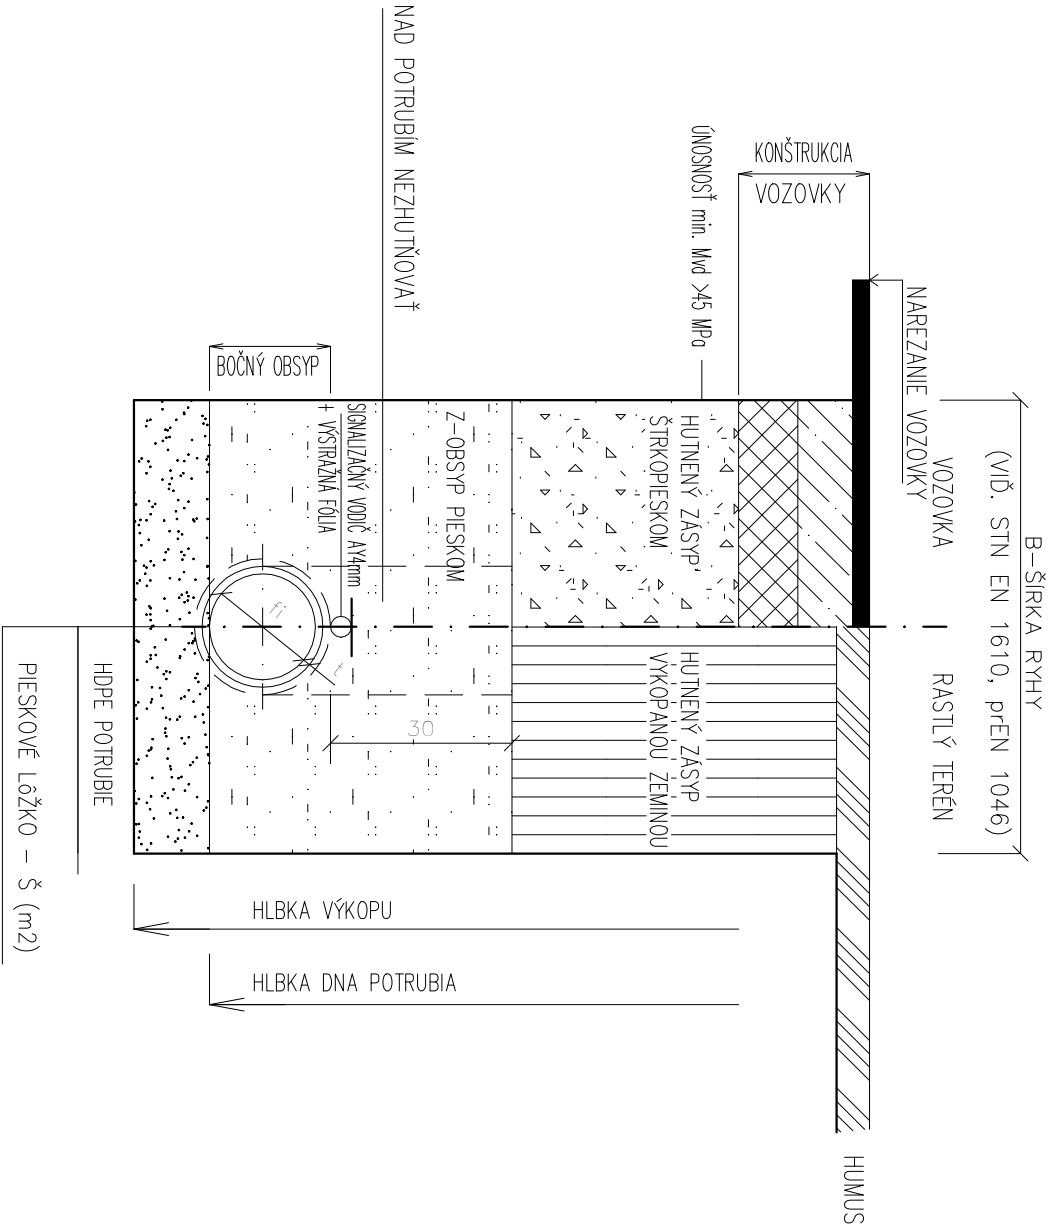 B-ŠÍRKA RYHY
(VIĎ. STN EN 1610, prEN 1046)
VOZOVKA
RASTLÝ TERÉN
NAREZANIE VOZOVKY
HUMUS
KONŠTRUKCIA
VOZOVKY
ÚNOSNOSŤ min. Mvd >45 MPa
HUTNENÝ ZÁSYP
ŠTRKOPIESKOM
HUTNENÝ ZÁSYP
VÝKOPANOU ZEMINOU
Z-OBSYP PIESKOM
NAD POTRUBÍM NEZHUTŇOVAŤ
SIGNALIZAČNÝ VODIČ AY4mm
+ VÝSTRAŽNÁ FÓLIA
30
BOČNÝ OBSYP
fi
t
HLBKA VÝKOPU
HLBKA DNA POTRUBIA
HDPE POTRUBIE
PIESKOVÉ LôŽKO - Š (m2)